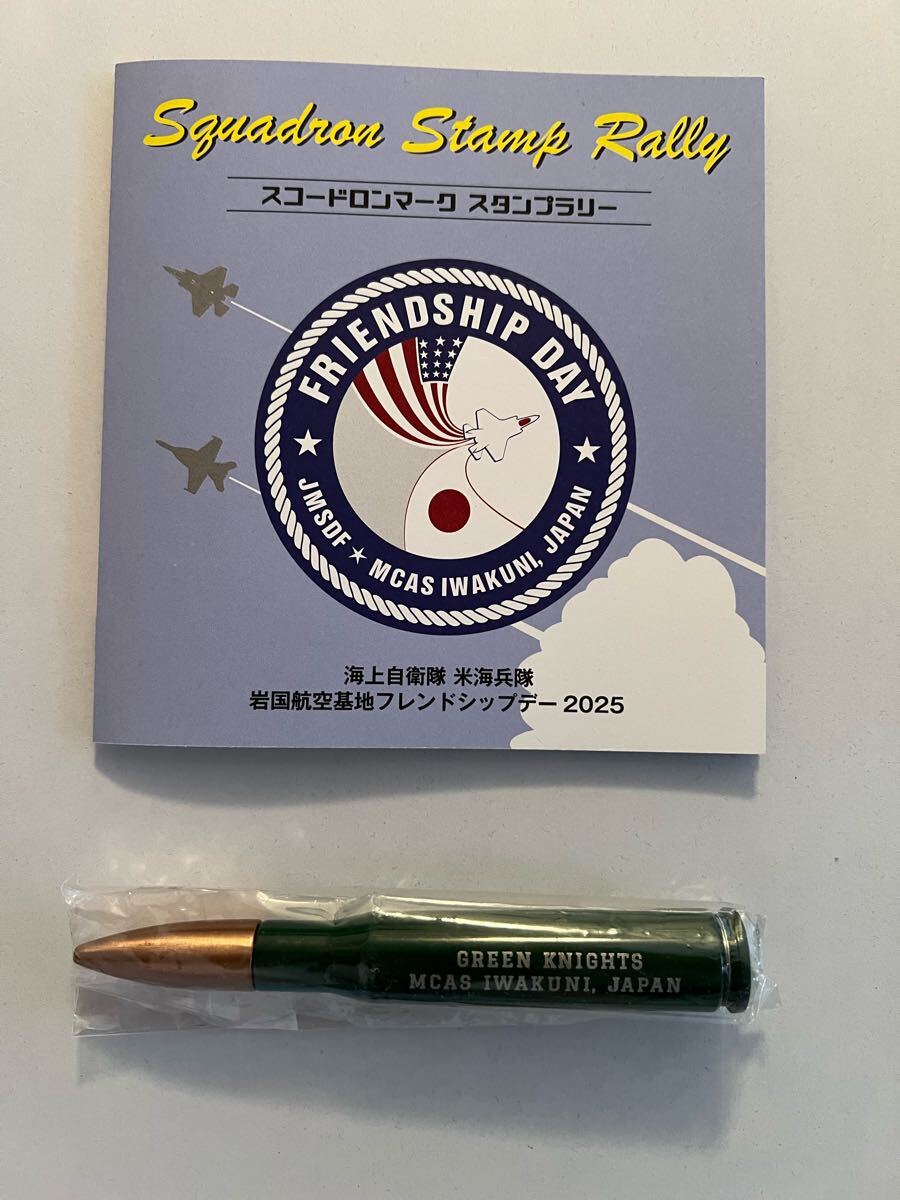 Squadron Stamp Rally
スコードロンマーク スタンプラリー
FRIENDSHIP DAY
JMSDF ★ MCAS IWAKUNI, JAPAN
海上自衛隊 米海兵隊
岩国航空基地フレンドシップデー 2025
GREEN KNIGHTS
MCAS IWAKUNI, JAPAN